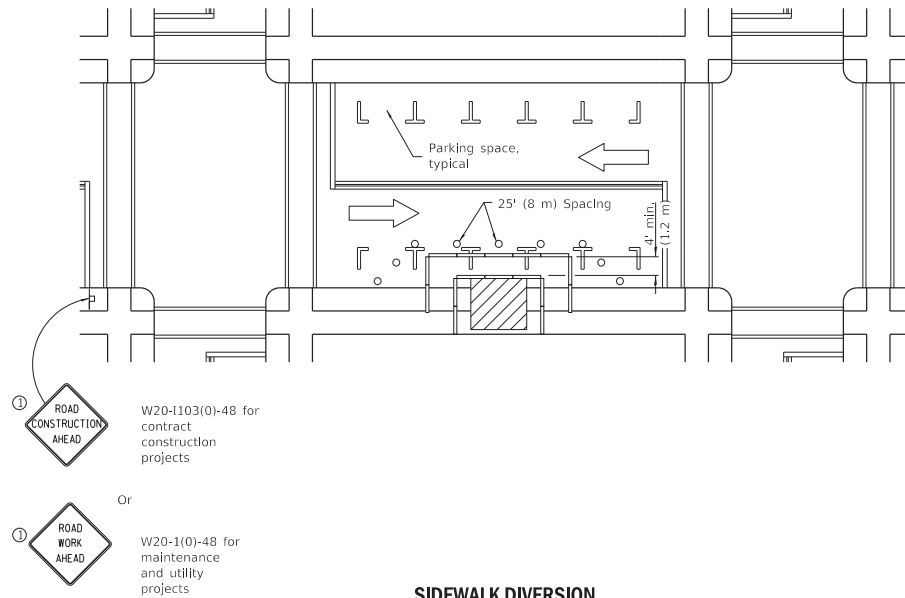 Parking space,
typical
25' (8 m) Spacing
4' min.
(1.2 m)
①
ROAD
CONSTRUCTION
AHEAD
W20-I103(0)-48 for
contract
construction
projects
Or
①
ROAD
WORK
AHEAD
W20-1(0)-48 for
maintenance
and utility
projects
SIDEWALK DIVERSION